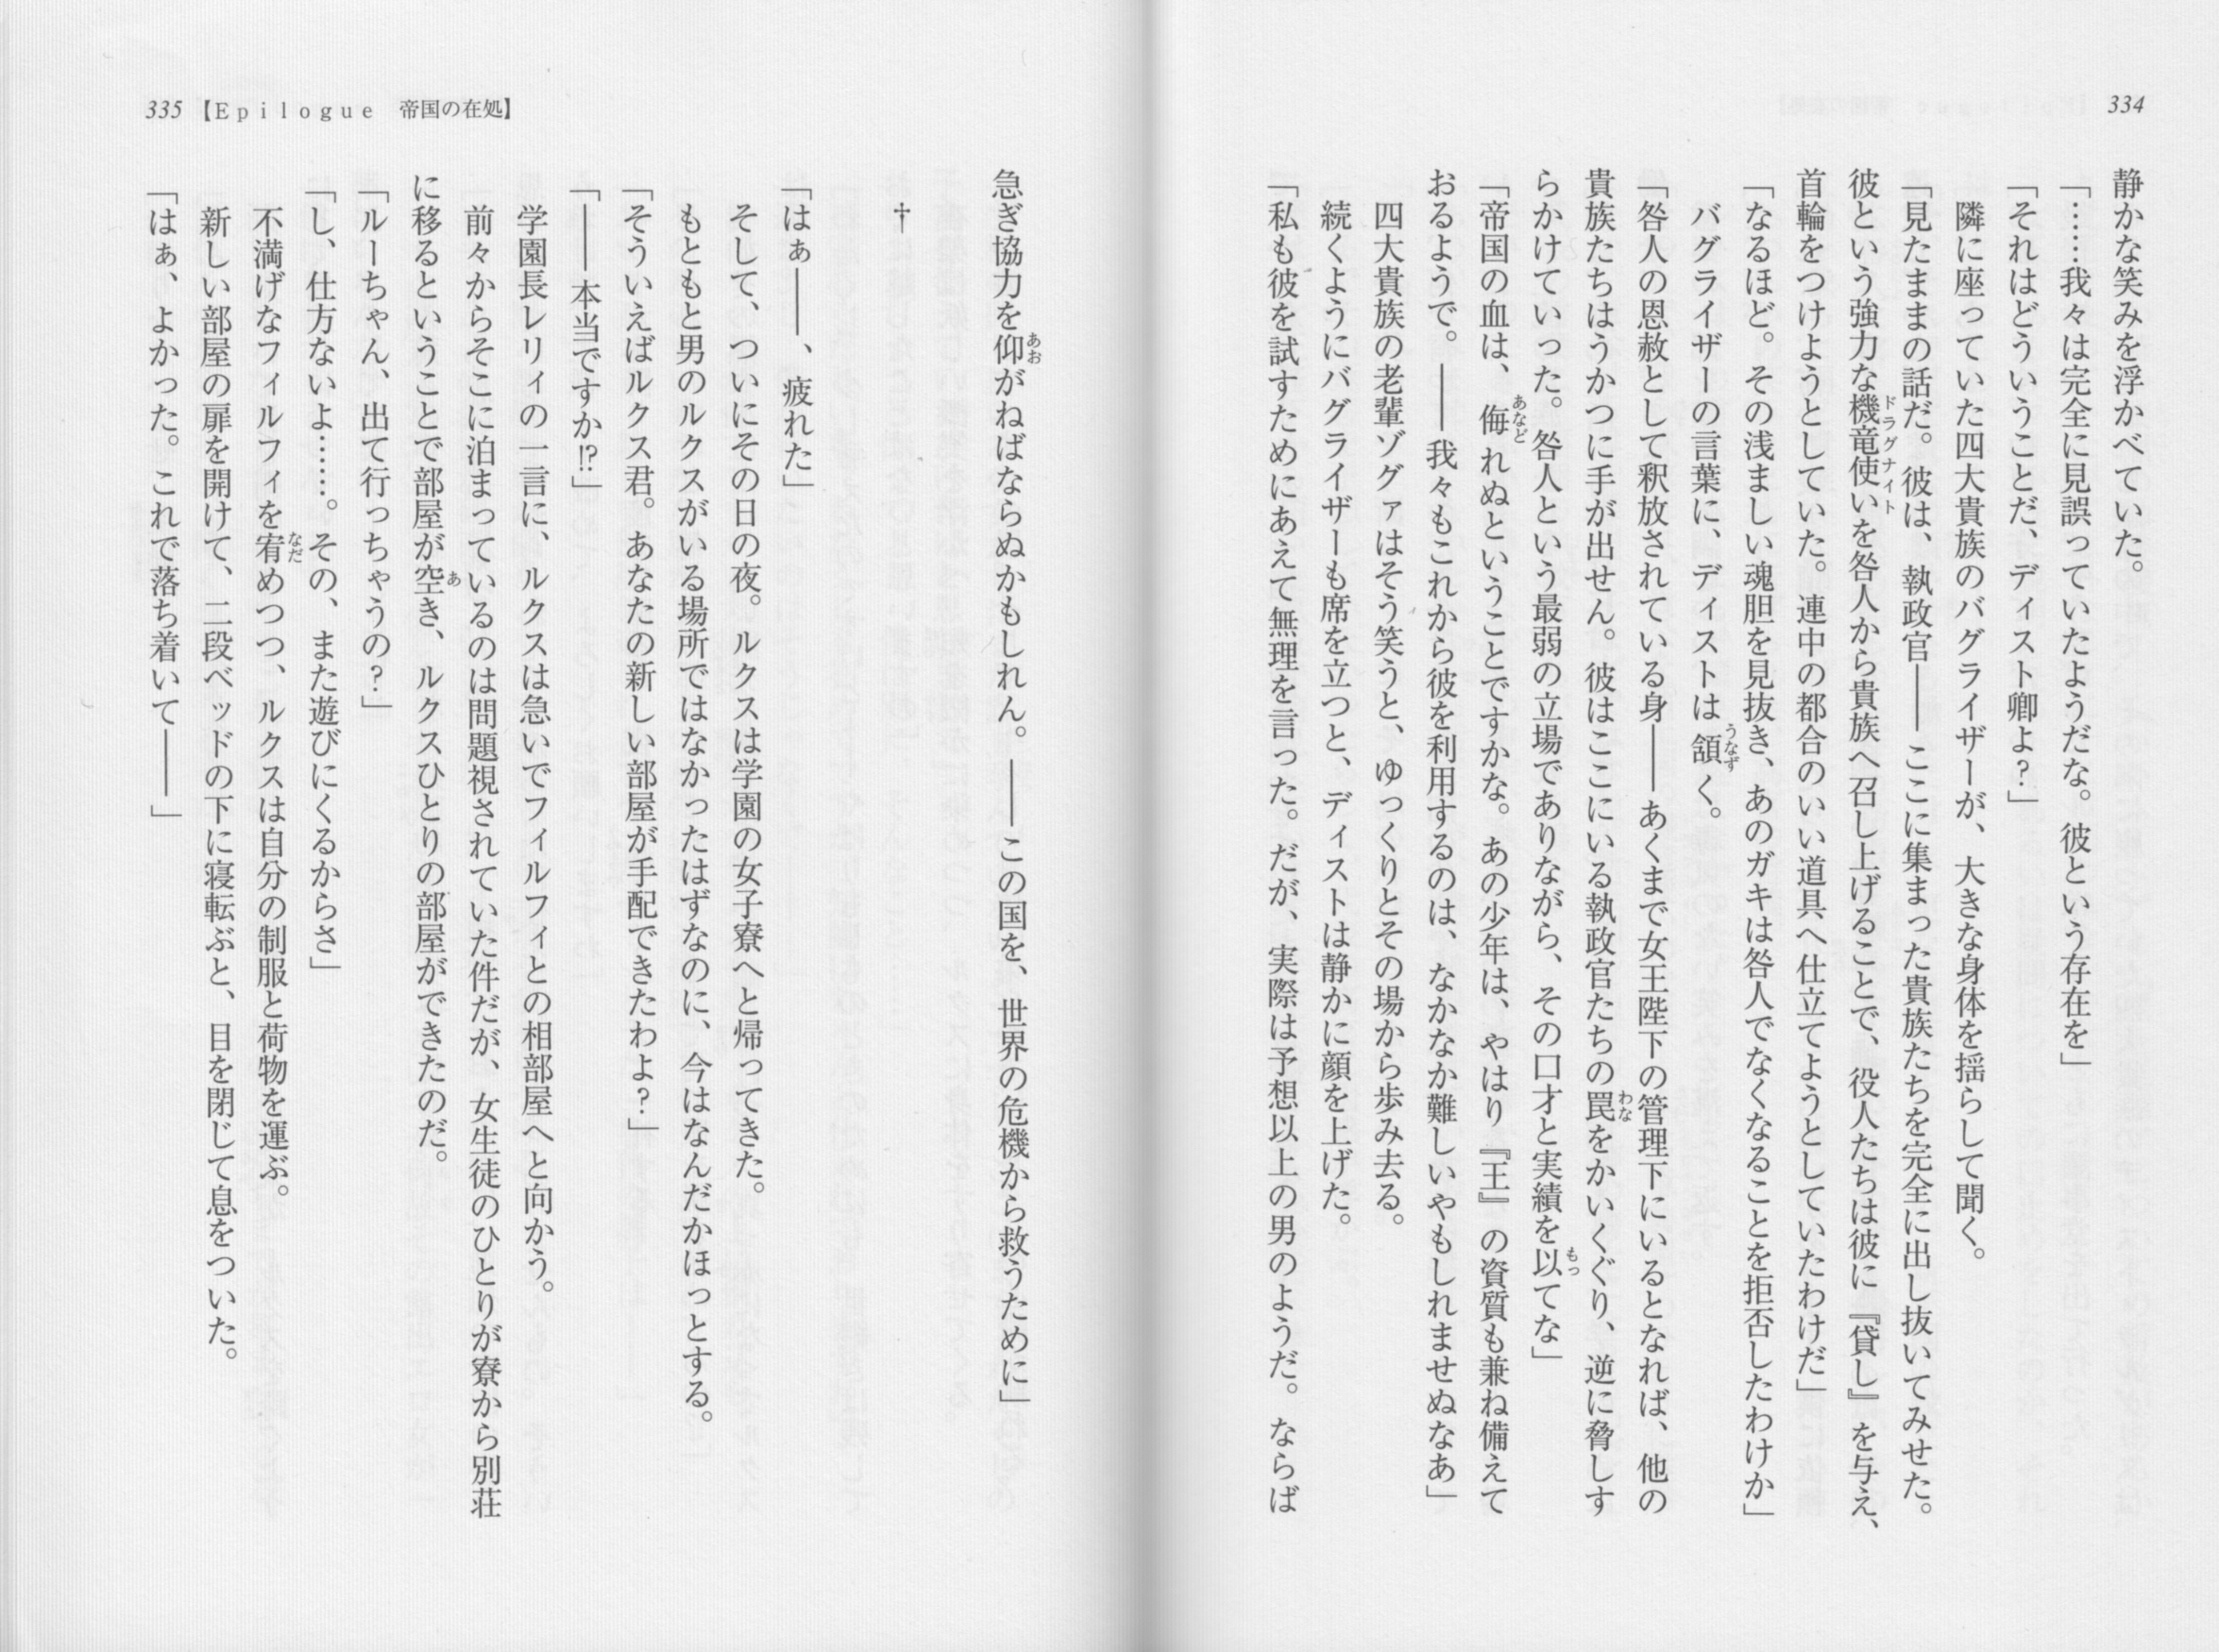 334
静かな笑みを浮かべていた。
「……我々は完全に見誤っていたようだな。彼という存在を」
「それはどういうことだ、ディスト卿よ？」
隣に座っていた四大貴族のバグライザーが、大きな身体を揺らして聞く。
「見たままの話だ。彼は、執政官――ここに集まった貴族たちを完全に出し抜いてみせた。
彼という強力な機竜使いを咎人から貴族へ召し上げることで、役人たちは彼に『貸し』を与え、
首輪をつけようとしていた。連中の都合のいい道具へ仕立てようとしていたわけだ」
「なるほど。その浅ましい魂胆を見抜き、あのガキは咎人でなくなることを拒否したわけか」
バグライザーの言葉に、ディストは頷く。
「咎人の恩赦として釈放されている身――あくまで女王陛下の管理下にいるとなれば、他の
貴族たちはうかつに手が出せん。彼はここにいる執政官たちの罠をかいくぐり、逆に脅しす
らかけていった。咎人という最弱の立場でありながら、その口才と実績を以てな」
「帝国の血は、侮れぬということですかな。あの少年は、やはり『王』の資質も兼ね備えて
おるようで。――我々もこれから彼を利用するのは、なかなか難しいやもしれませぬなあ」
四大貴族の老輩ゾグァはそう笑うと、ゆっくりとその場から歩み去る。
続くようにバグライザーも席を立つと、ディストは静かに顔を上げた。
「私も彼を試すためにあえて無理を言った。だが、実際は予想以上の男のようだ。ならば
335【Epilogue　帝国の在処】
急ぎ協力を仰がねばならぬかもしれん。――この国を、世界の危機から救うために」
†
「はぁ――、疲れた」
そして、ついにその日の夜。ルクスは学園の女子寮へと帰ってきた。
もともと男のルクスがいる場所ではなかったはずなのに、今はなんだかほっとする。
「そういえばルクス君。あなたの新しい部屋が手配できたわよ？」
「――本当ですか!?」
学園長レリィの一言に、ルクスは急いでフィルフィとの相部屋へと向かう。
前々からそこに泊まっているのは問題視されていた件だが、女生徒のひとりが寮から別荘
に移るということで部屋が空き、ルクスひとりの部屋ができたのだ。
「ルーちゃん、出て行っちゃうの？」
「し、仕方ないよ……。その、また遊びにくるからさ」
不満げなフィルフィを宥めつつ、ルクスは自分の制服と荷物を運ぶ。
新しい部屋の扉を開けて、二段ベッドの下に寝転ぶと、目を閉じて息をついた。
「はぁ、よかった。これで落ち着いて――」